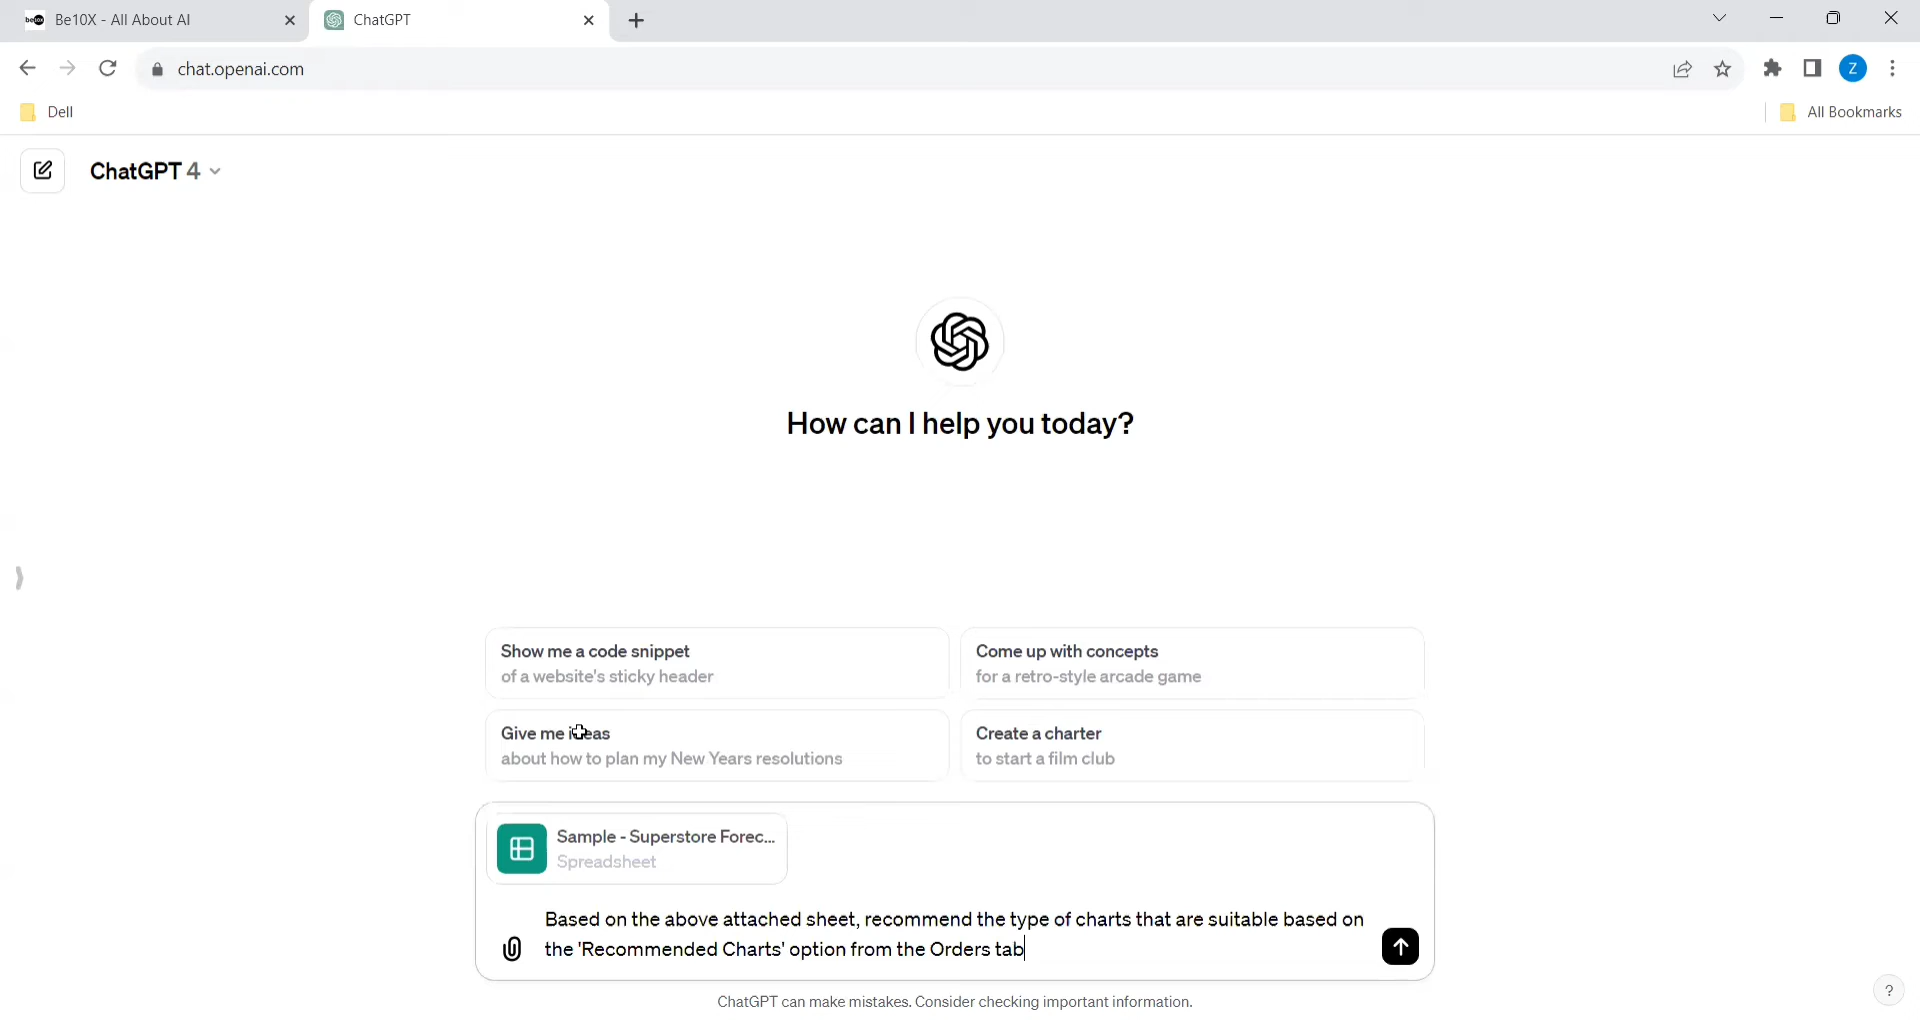 be10x Be10X - All About AI
ChatGPT
chat.openai.com
Z
Dell
All Bookmarks
ChatGPT 4
How can I help you today?
Show me a code snippet
of a website's sticky header
Come up with concepts
for a retro-style arcade game
Give me ideas
about how to plan my New Years resolutions
Create a charter
to start a film club
Sample - Superstore Forec...
Spreadsheet
Based on the above attached sheet, recommend the type of charts that are suitable based on
the 'Recommended Charts' option from the Orders tab
ChatGPT can make mistakes. Consider checking important information.
?